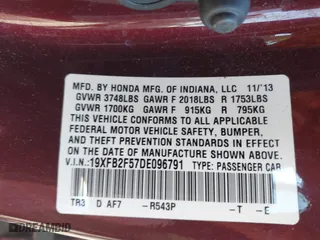 MFD. BY HONDA MFG. OF INDIANA, LLC 11/'13
GVWR 3748LBS GAWR F 2018LBS R 1753LBS
GVWR 1700KG GAWR F 915KG R 795KG
THIS VEHICLE CONFORMS TO ALL APPLICABLE
FEDERAL MOTOR VEHICLE SAFETY, BUMPER,
AND THEFT PREVENTION STANDARDS IN EFFECT
ON THE DATE OF MANUFACTURE SHOWN ABOVE.
V.I.N.:19XFB2F57DE096791 TYPE: PASSENGER CAR
TR3 D AF7 -R543P -T -E